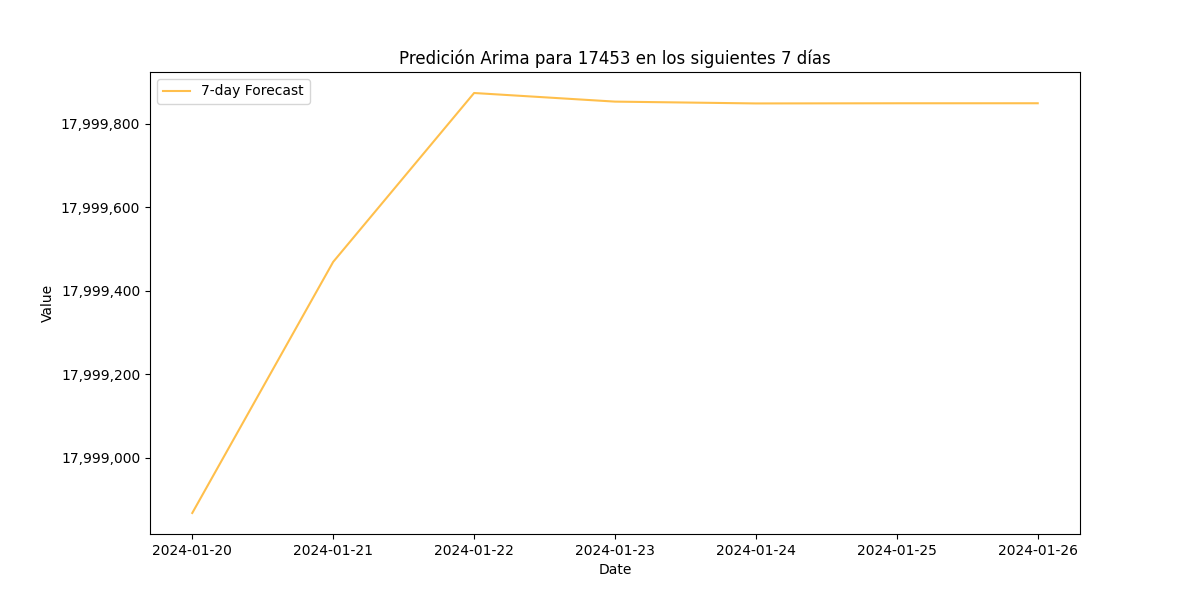 Predicción Arima para 17453 en los siguientes 7 días
7-day Forecast
17,999,800
17,999,600
17,999,400
17,999,200
17,999,000
Value
2024-01-20 2024-01-21 2024-01-22 2024-01-23 2024-01-24 2024-01-25 2024-01-26
Date